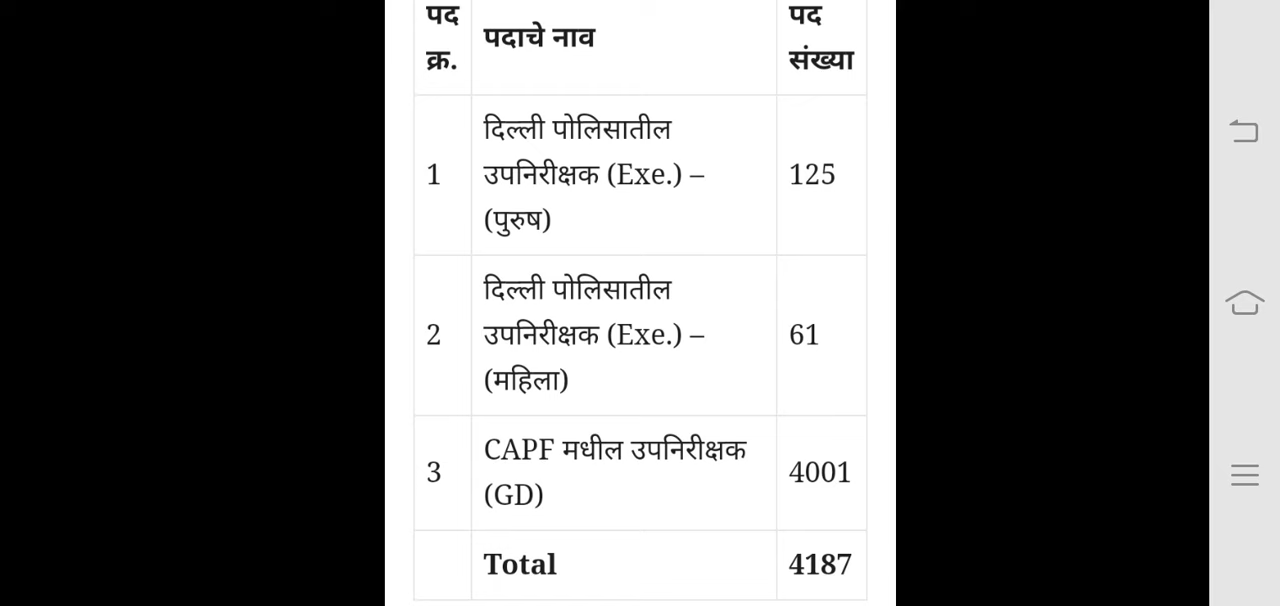 पद
क्र.
पदाचे नाव
पद
संख्या
1
दिल्ली पोलिसातील
उपनिरीक्षक (Exe.) –
(पुरुष)
125
2
दिल्ली पोलिसातील
उपनिरीक्षक (Exe.) –
(महिला)
61
3
CAPF मधील उपनिरीक्षक
(GD)
4001
Total
4187